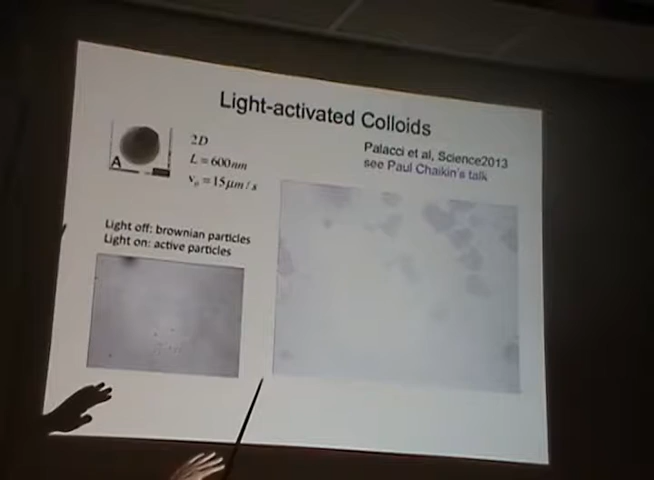 Light-activated Colloids
A
2D
L = 600nm
v₀ = 15μm / s
Palacci et al, Science2013
see Paul Chaikin's talk
Light off: brownian particles
Light on: active particles